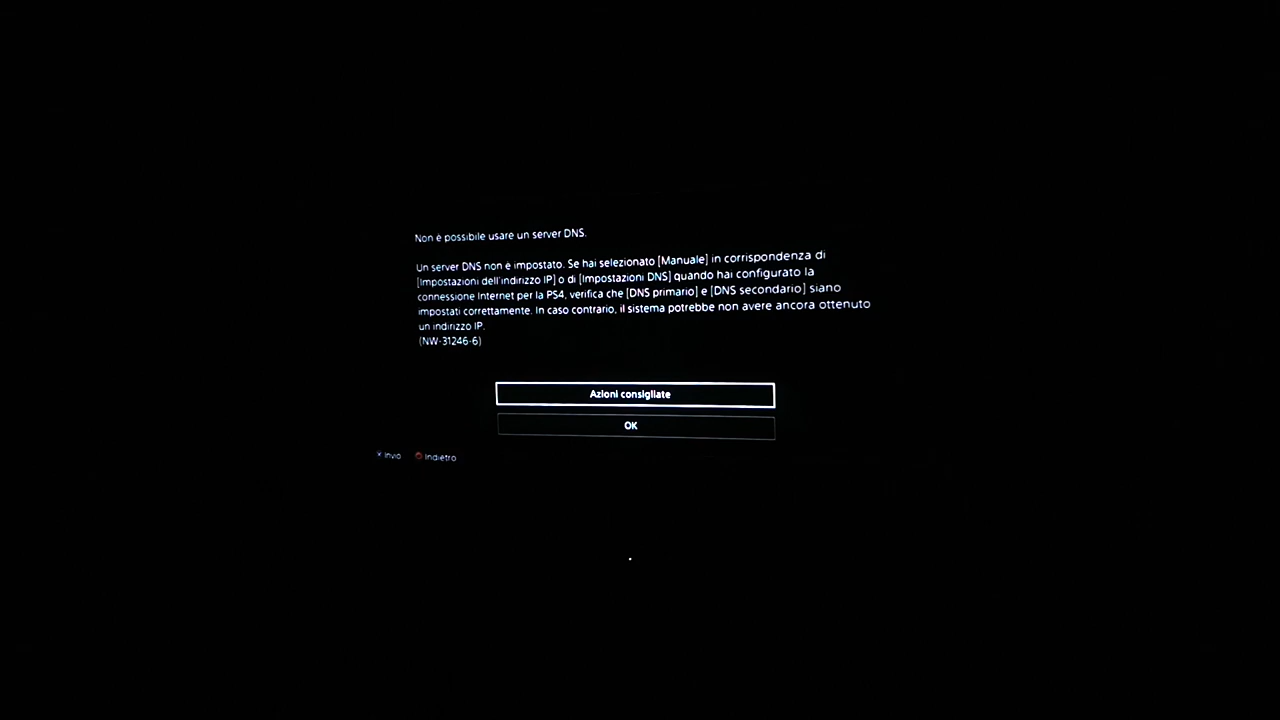 Non è possibile usare un server DNS.
Un server DNS non è impostato. Se hai selezionato [Manuale] in corrispondenza di
[Impostazioni dell'indirizzo IP] o di [Impostazioni DNS] quando hai configurato la
connessione Internet per la PS4, verifica che [DNS primario] e [DNS secondario] siano
impostati correttamente. In caso contrario, il sistema potrebbe non avere ancora ottenuto
un indirizzo IP.
(NW-31246-6)
Azioni consigliate
OK
Invio Indietro